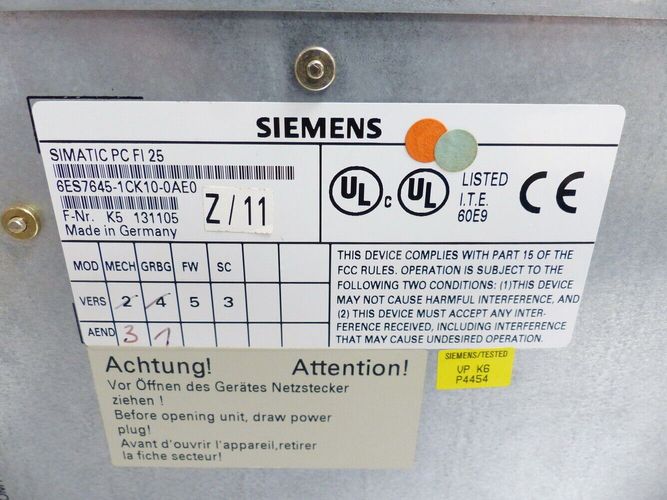 SIEMENS
SIMATIC PC FI 25
6ES7645-1CK10-0AE0
F-Nr. K5 131105
Made in Germany
Z/11
UL c UL
LISTED
I.T.E.
60E9
CE
MOD MECH GRBG FW SC
VERS 2 4 5 3
AEND 3 1
THIS DEVICE COMPLIES WITH PART 15 OF THE
FCC RULES. OPERATION IS SUBJECT TO THE
FOLLOWING TWO CONDITIONS: (1)THIS DEVICE
MAY NOT CAUSE HARMFUL INTERFERENCE, AND
(2) THIS DEVICE MUST ACCEPT ANY INTER-
FERENCE RECEIVED, INCLUDING INTERFERENCE
THAT MAY CAUSE UNDESIRED OPERATION.
Achtung! Attention!
Vor Öffnen des Gerätes Netzstecker
ziehen !
Before opening unit, draw power
plug!
Avant d'ouvrir l'appareil,retirer
la fiche secteur!
SIEMENS/TESTED
VP K6
P4454